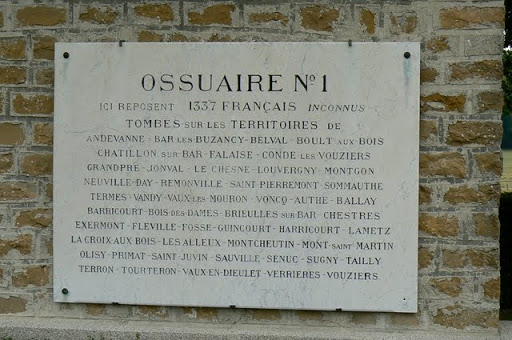 OSSUAIRE Nº1
ICI REPOSENT 1337 FRANÇAIS INCONNUS
TOMBES SUR LES TERRITOIRES DE
ANDEVANNE - BAR LES BUZANCY - BELVAL - BOULT AUX BOIS
CHATILLON SUR BAR - FALAISE - CONDE LES VOUZIERS
GRANDPRÉ - JONVAL - LE CHESNE - LOUVERGNY - MONTGON
NEUVILLE-DAY - REMONVILLE - SAINT PIERREMONT - SOMMAUTHE
TERMES - VANDY - VAUX LES MOURON - VONCQ - AUTHE - BALLAY
BARRICOURT - BOIS DES DAMES - BRIEULLES SUR BAR - CHESTRES
EXERMONT - FLEVILLE - FOSSE - GUINCOURT - HARRICOURT - LAMETZ
LA CROIX AUX BOIS - LES ALLEUX - MONTCHEUTIN - MONT SAINT MARTIN
OLISY - PRIMAT - SAINT JUVIN - SAUVILLE - SENUC - SUGNY - TAILLY
TERRON - TOURTERON - VAUX-EN-DIEULET - VERRIÈRES - VOUZIERS